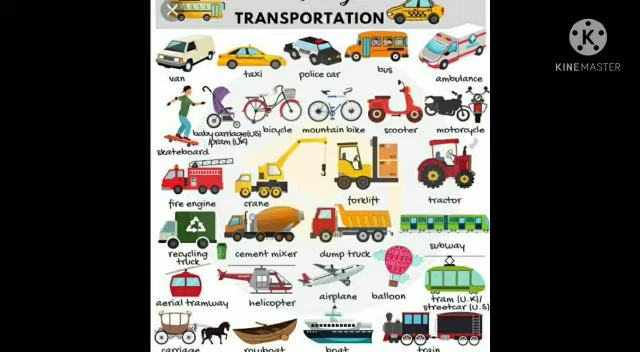 TRANSPORTATION
KINEMASTER
van
taxi
police car
bus
ambulance
skateboard
baby carriage(US)
/pram (UK)
bicycle
mountain bike
scooter
motorcycle
fire engine
crane
forklift
tractor
recycling
truck
cement mixer
dump truck
subway
aerial tramway
helicopter
airplane
balloon
tram (U.K)/
streetcar (U.S)
carriage
rowboat
boat
train